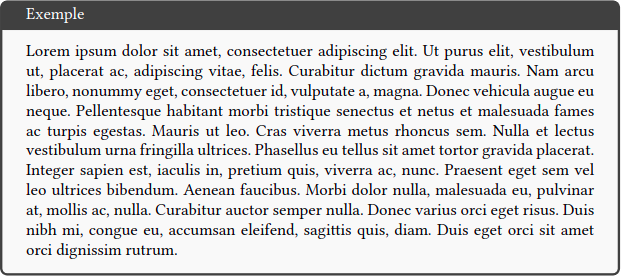 Exemple
Lorem ipsum dolor sit amet, consectetuer adipiscing elit. Ut purus elit, vestibulum
ut, placerat ac, adipiscing vitae, felis. Curabitur dictum gravida mauris. Nam arcu
libero, nonummy eget, consectetuer id, vulputate a, magna. Donec vehicula augue eu
neque. Pellentesque habitant morbi tristique senectus et netus et malesuada fames
ac turpis egestas. Mauris ut leo. Cras viverra metus rhoncus sem. Nulla et lectus
vestibulum urna fringilla ultrices. Phasellus eu tellus sit amet tortor gravida placerat.
Integer sapien est, iaculis in, pretium quis, viverra ac, nunc. Praesent eget sem vel
leo ultrices bibendum. Aenean faucibus. Morbi dolor nulla, malesuada eu, pulvinar
at, mollis ac, nulla. Curabitur auctor semper nulla. Donec varius orci eget risus. Duis
nibh mi, congue eu, accumsan eleifend, sagittis quis, diam. Duis eget orci sit amet
orci dignissim rutrum.